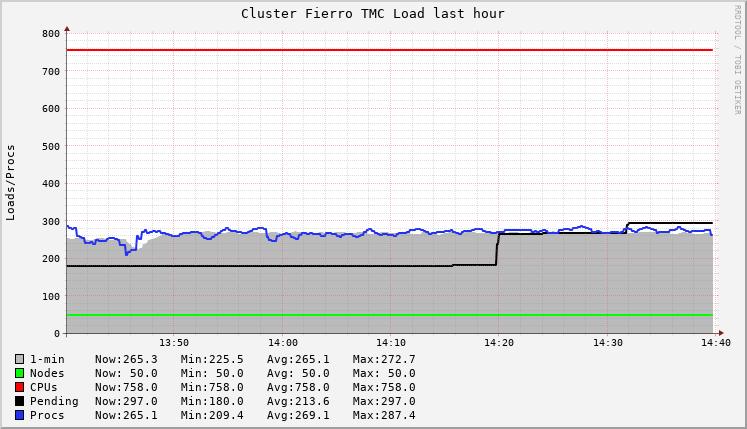 Cluster Fierro TMC Load last hour
RRDTOOL / TOBI OETIKER
Loads/Procs
800
700
600
500
400
300
200
100
0
13:50 14:00 14:10 14:20 14:30 14:40
1-min Now:265.3 Min:225.5 Avg:265.1 Max:272.7
Nodes Now: 50.0 Min: 50.0 Avg: 50.0 Max: 50.0
CPUs Now:758.0 Min:758.0 Avg:758.0 Max:758.0
Pending Now:297.0 Min:180.0 Avg:213.6 Max:297.0
Procs Now:265.1 Min:209.4 Avg:269.1 Max:287.4